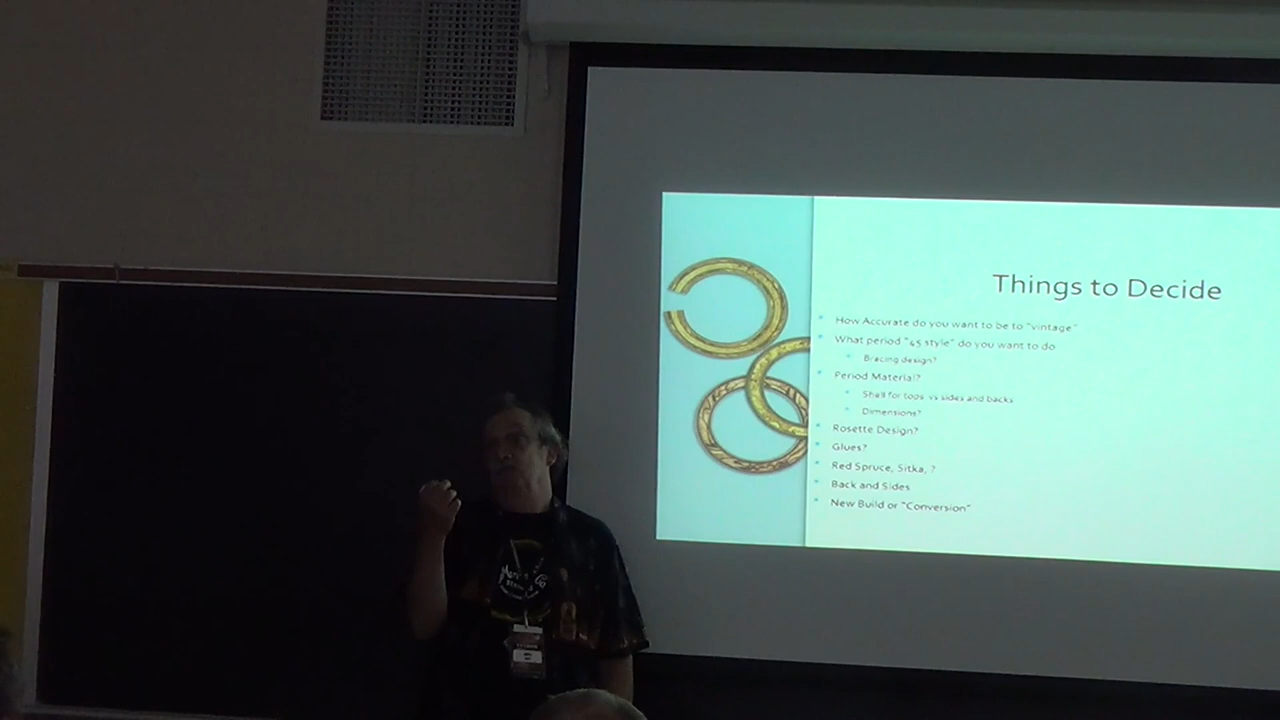 Things to Decide
How Accurate do you want to be to "vintage"
What period "45 style" do you want to do
Bracing design?
Period Material?
Shell for tops vs sides and backs
Dimensions?
Rosette Design?
Glues?
Red Spruce, Sitka, ?
Back and Sides
New Build or "Conversion"